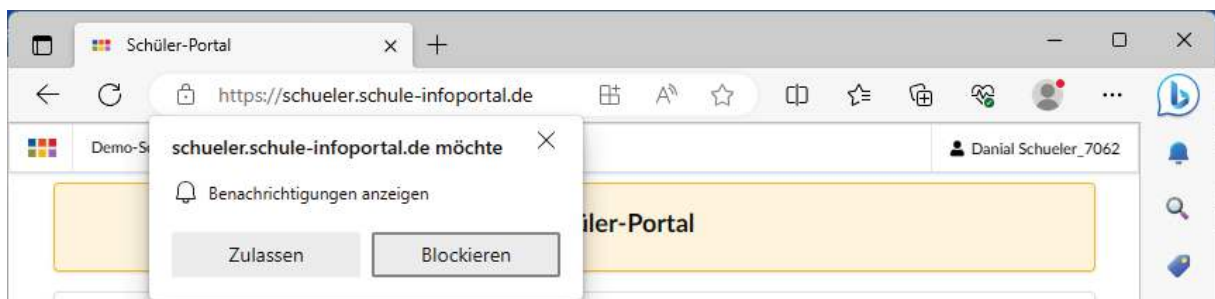 Schüler-Portal
https://schueler.schule-infoportal.de
Demo-S
Danial Schueler_7062
schueler.schule-infoportal.de möchte
Benachrichtigungen anzeigen
Zulassen Blockieren
üler-Portal